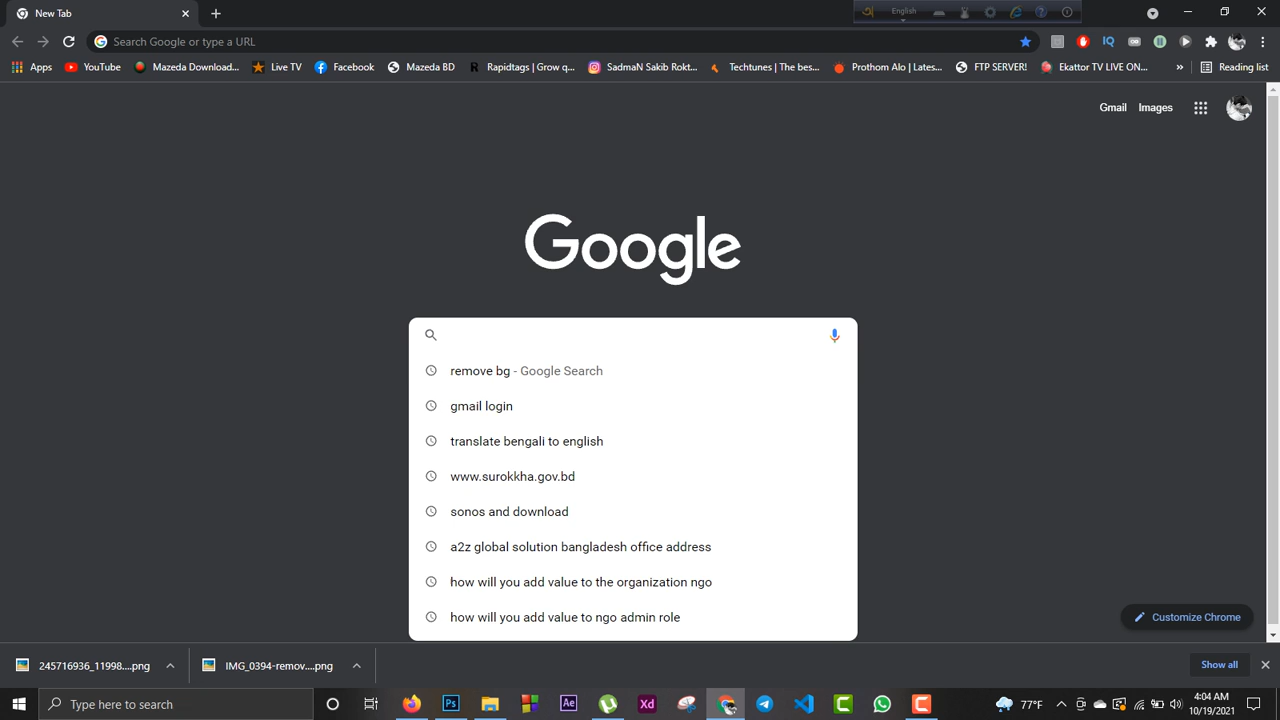 New Tab
English
Search Google or type a URL
IQ
Apps YouTube Mazeda Download... Live TV Facebook Mazeda BD Rapidtags | Grow q... SadmaN Sakib Rokt... Techtunes | The bes... Prothom Alo | Lates... FTP SERVER! Ekattor TV LIVE ON... » Reading list
Gmail Images
Google
remove bg - Google Search
gmail login
translate bengali to english
www.surokkha.gov.bd
sonos and download
a2z global solution bangladesh office address
how will you add value to the organization ngo
how will you add value to ngo admin role
Customize Chrome
245716936_11998....png IMG_0394-remov....png Show all
Type here to search Ps Ae Xd 77°F 4:04 AM
10/19/2021